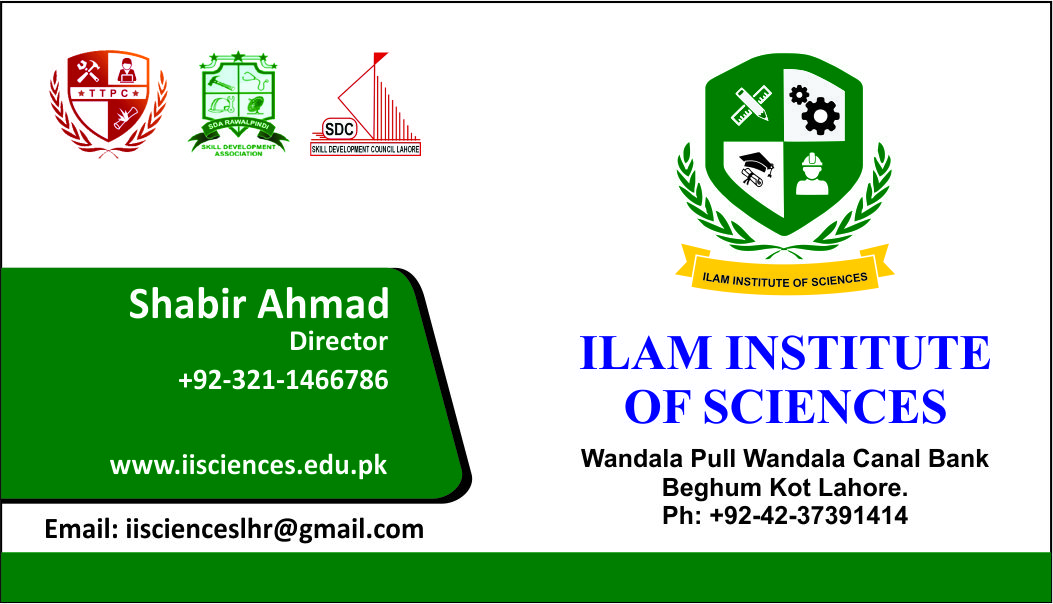 TTPC
SDA RAWALPINDI
SKILL DEVELOPMENT
ASSOCIATION
SDC
SKILL DEVELOPMENT COUNCIL LAHORE
Shabir Ahmad
Director
+92-321-1466786
www.iisciences.edu.pk
Email: iiscienceslhr@gmail.com
ILAM INSTITUTE OF SCIENCES
ILAM INSTITUTE
OF SCIENCES
Wandala Pull Wandala Canal Bank
Beghum Kot Lahore.
Ph: +92-42-37391414